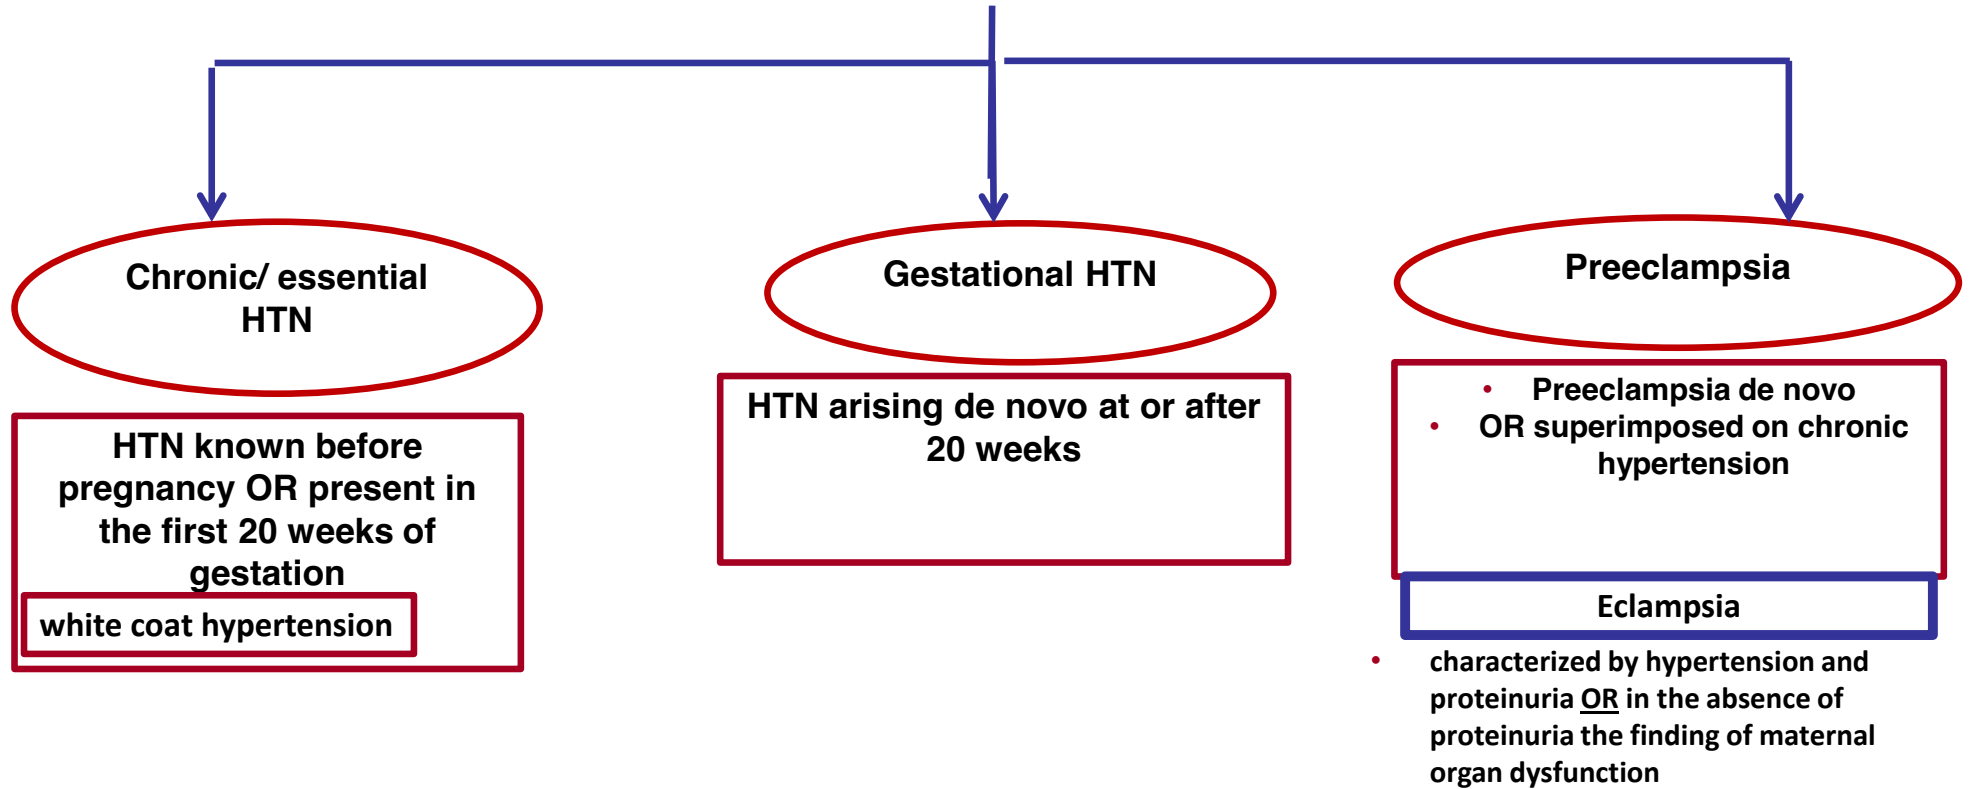 Chronic/ essential
HTN
HTN known before
pregnancy OR present in
the first 20 weeks of
gestation
white coat hypertension
Gestational HTN
HTN arising de novo at or after
20 weeks
Preeclampsia
• Preeclampsia de novo
• OR superimposed on chronic
hypertension
Eclampsia
• characterized by hypertension and
proteinuria OR in the absence of
proteinuria the finding of maternal
organ dysfunction